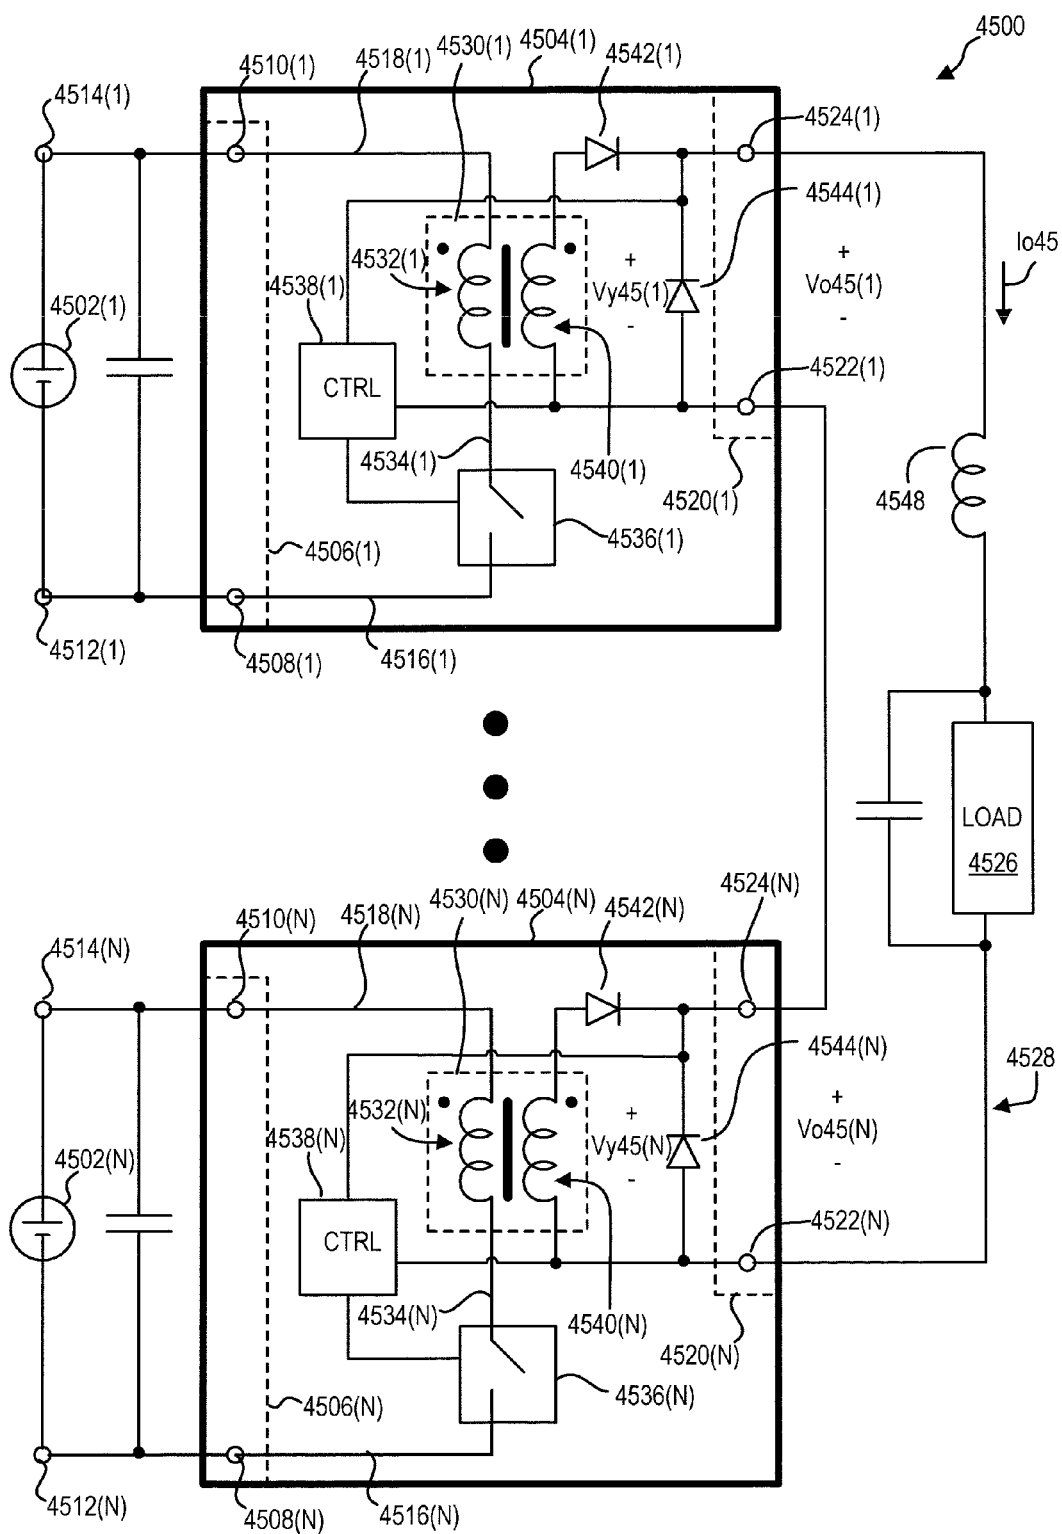 4500
4504(1)
4530(1)
4542(1)
4518(1)
4510(1)
4514(1)
4524(1)
4544(1)
Io45
4532(1)
+
Vy45(1)
-
+
Vo45(1)
-
4538(1)
4502(1)
CTRL
4522(1)
4534(1)
4540(1)
4520(1)
4548
4506(1)
4536(1)
4512(1)
4508(1)
4516(1)
LOAD
4526
4530(N)
4504(N)
4542(N)
4524(N)
4518(N)
4510(N)
4514(N)
4544(N)
4528
4532(N)
+
Vy45(N)
-
+
Vo45(N)
-
4538(N)
4502(N)
CTRL
4522(N)
4534(N)
4540(N)
4520(N)
4506(N)
4536(N)
4512(N)
4508(N)
4516(N)